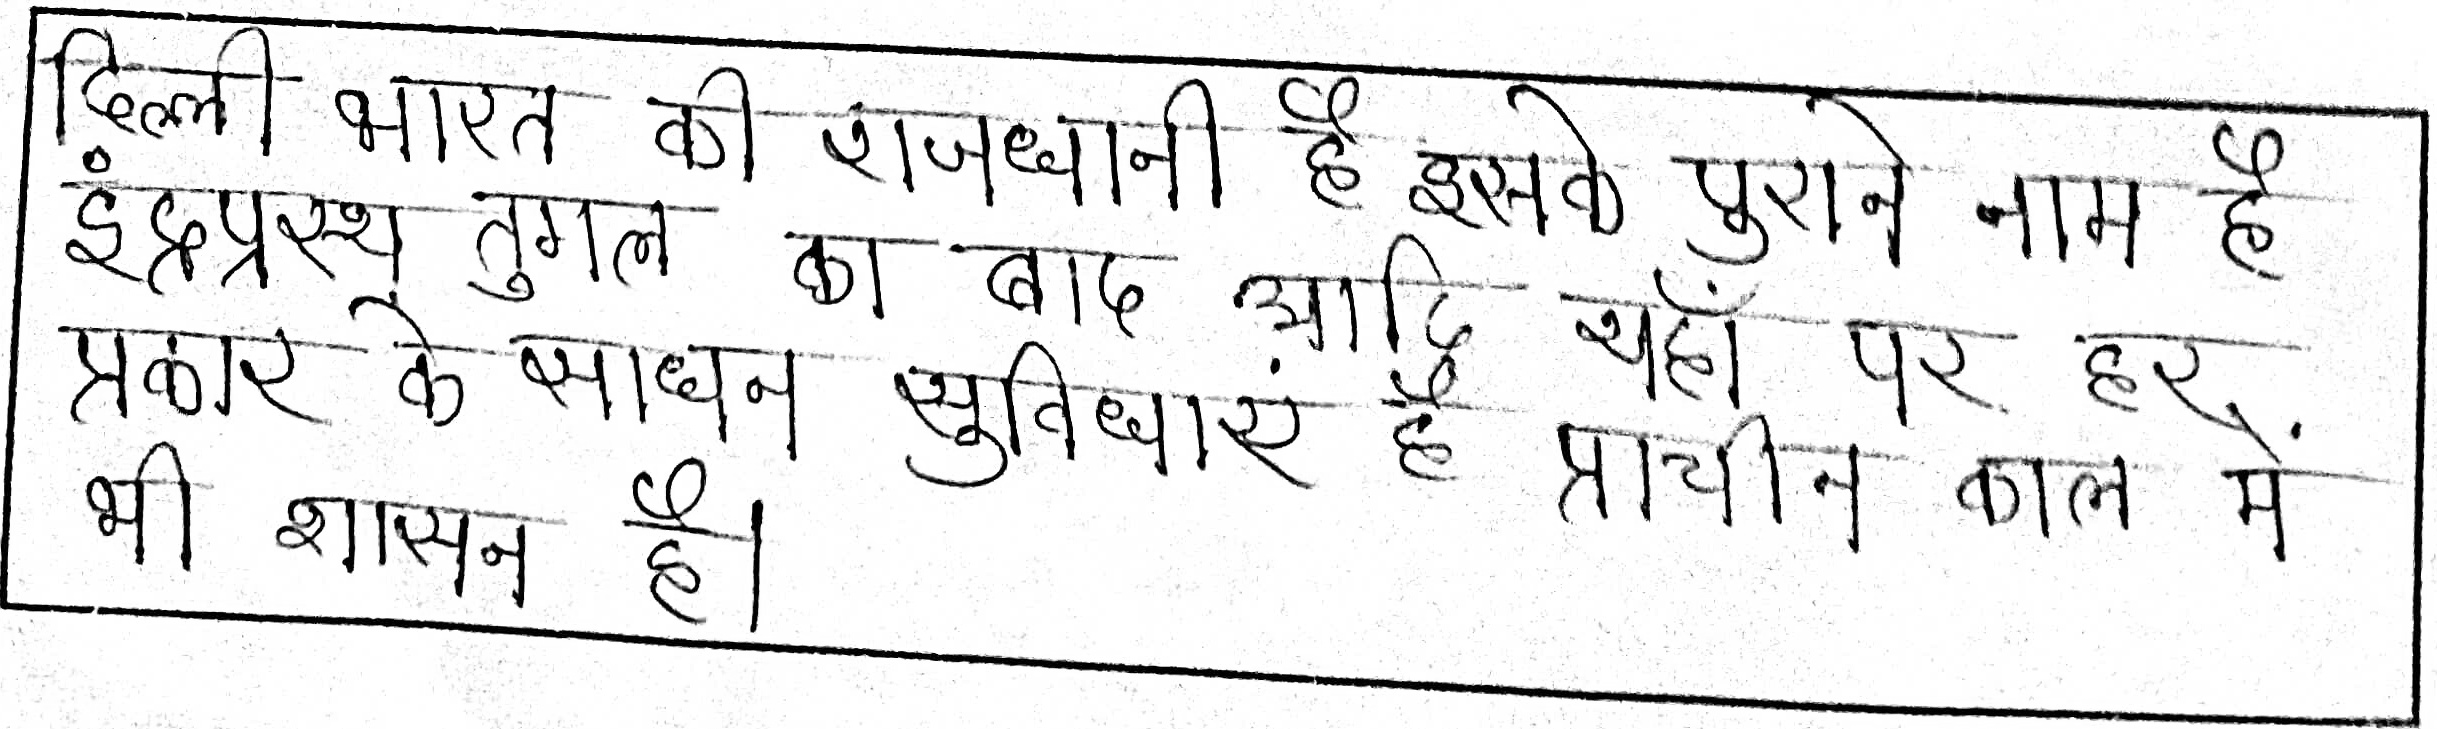 दिल्ली भारत की राजधानी है इसके पुराने नाम है
इंद्रप्रस्थ तुगल का बाद आदि यहाँ पर हर
प्रकार के साधन सुविधाएं है प्राचीन काल में
भी शासन है।